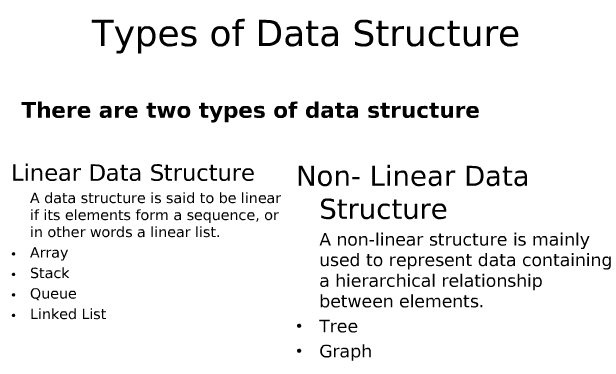 Types of Data Structure
There are two types of data structure
Linear Data Structure
A data structure is said to be linear
if its elements form a sequence, or
in other words a linear list.
• Array
• Stack
• Queue
• Linked List
Non- Linear Data
Structure
A non-linear structure is mainly
used to represent data containing
a hierarchical relationship
between elements.
• Tree
• Graph